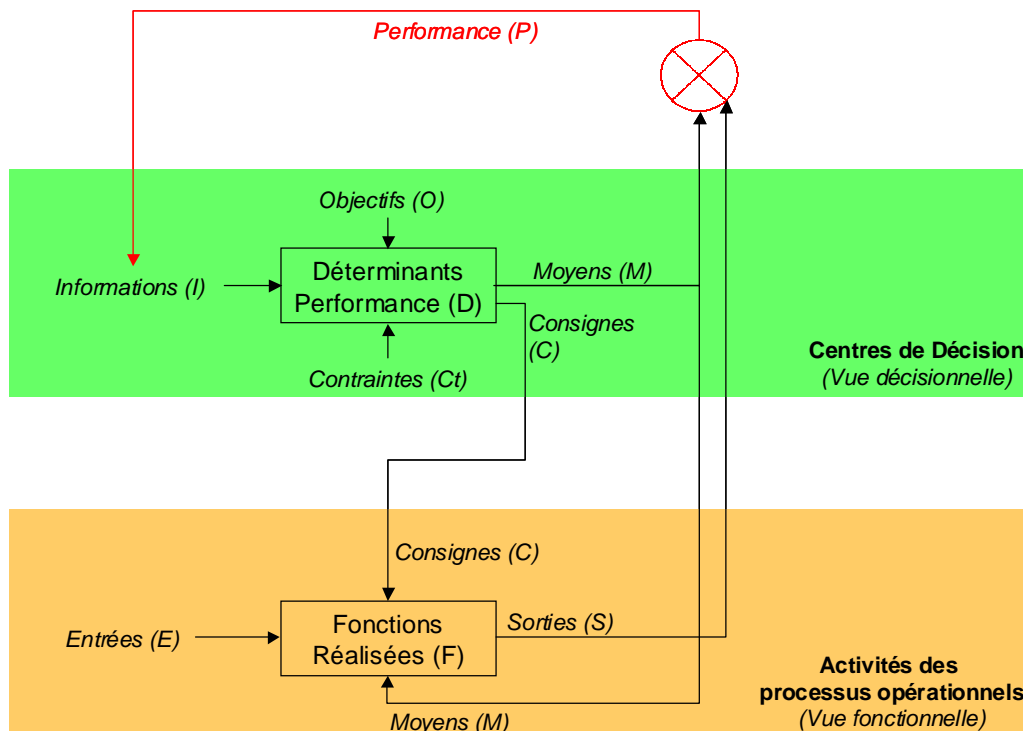 Performance (P)
Objectifs (O)
Informations (I)
Déterminants
Performance (D)
Moyens (M)
Consignes
(C)
Contraintes (Ct)
Centres de Décision
(Vue décisionnelle)
Consignes (C)
Entrées (E)
Fonctions
Réalisées (F)
Sorties (S)
Moyens (M)
Activités des
processus opérationnels
(Vue fonctionnelle)